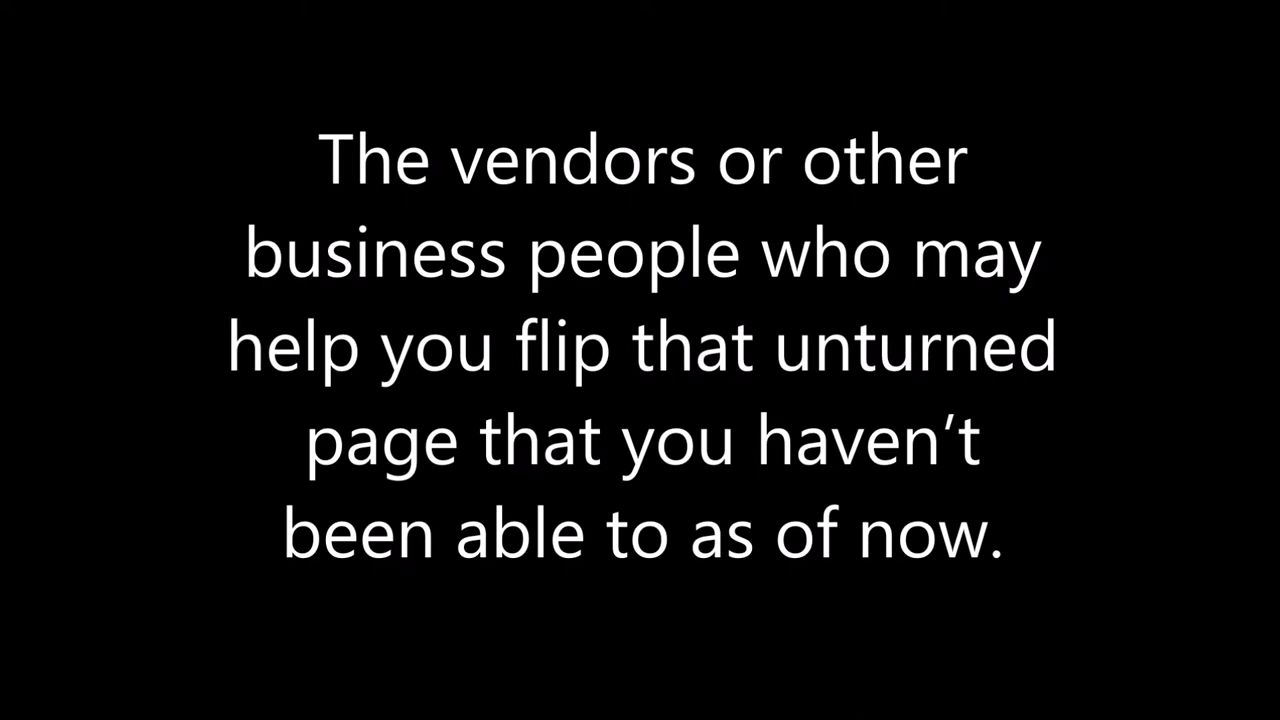 The vendors or other
business people who may
help you flip that unturned
page that you haven’t
been able to as of now.